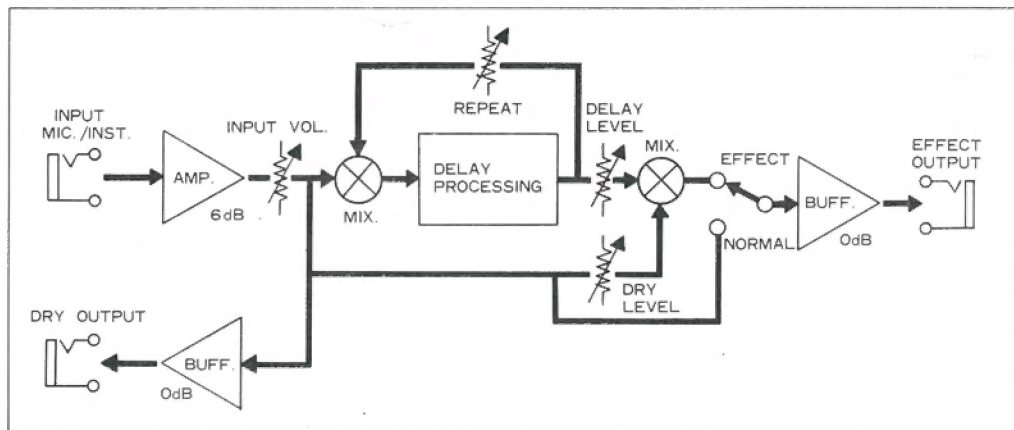 INPUT
MIC./INST.
AMP.
6dB
INPUT VOL.
MIX.
REPEAT
DELAY
PROCESSING
DELAY
LEVEL
MIX.
EFFECT
NORMAL
BUFF.
0dB
EFFECT
OUTPUT
DRY
LEVEL
DRY OUTPUT
BUFF.
0dB